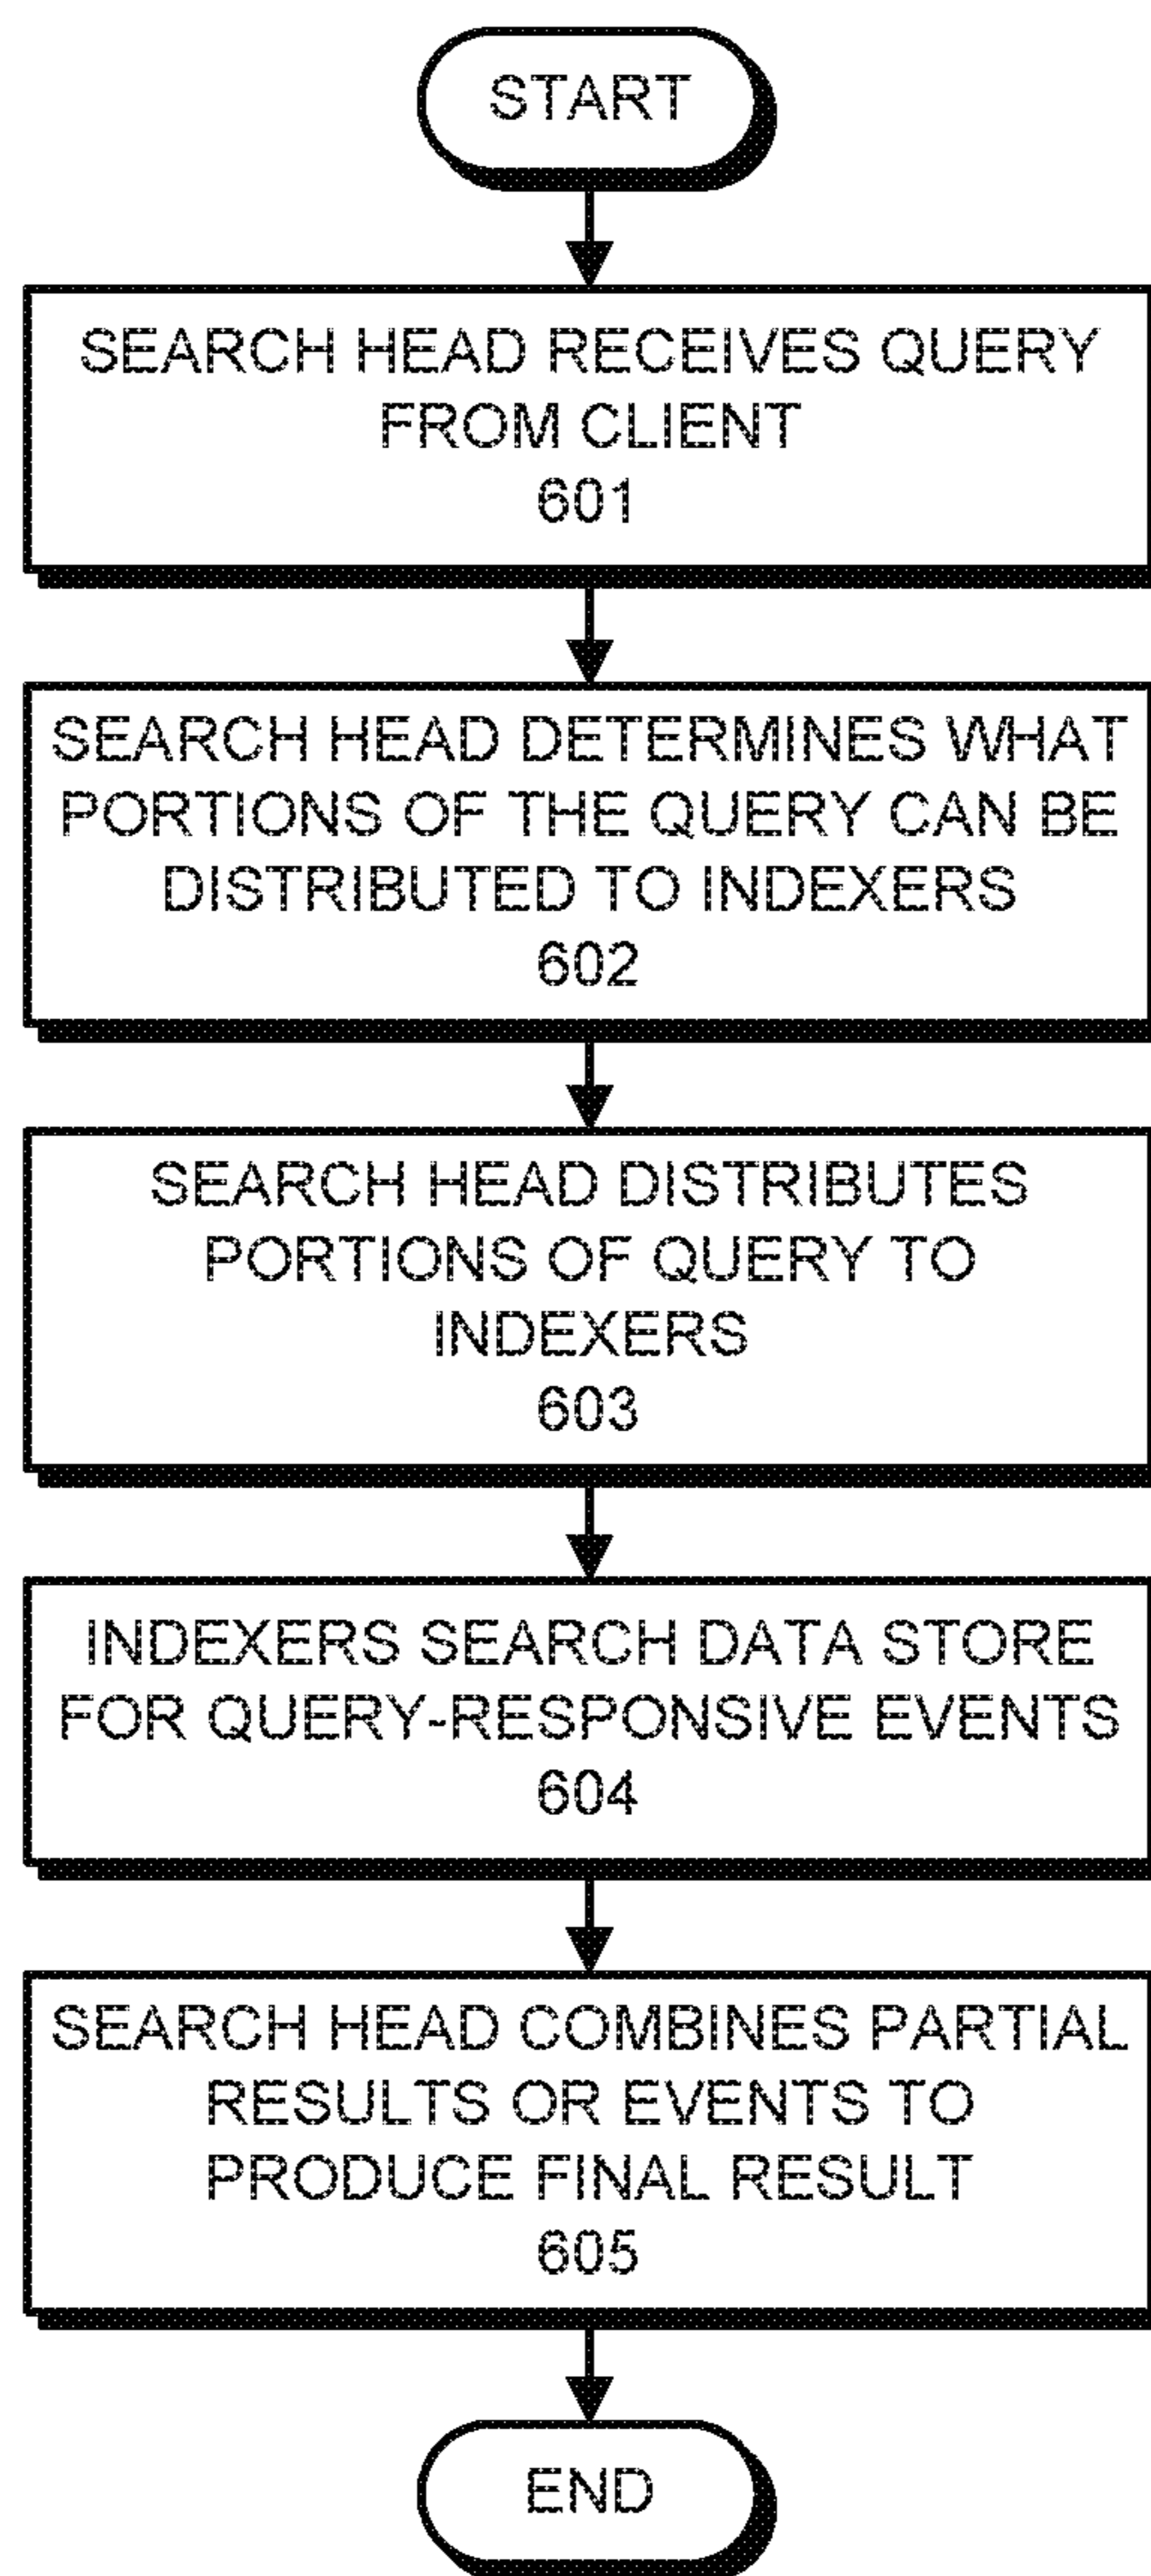 START
SEARCH HEAD RECEIVES QUERY
FROM CLIENT
601
SEARCH HEAD DETERMINES WHAT
PORTIONS OF THE QUERY CAN BE
DISTRIBUTED TO INDEXERS
602
SEARCH HEAD DISTRIBUTES
PORTIONS OF QUERY TO
INDEXERS
603
INDEXERS SEARCH DATA STORE
FOR QUERY-RESPONSIVE EVENTS
604
SEARCH HEAD COMBINES PARTIAL
RESULTS OR EVENTS TO
PRODUCE FINAL RESULT
605
END